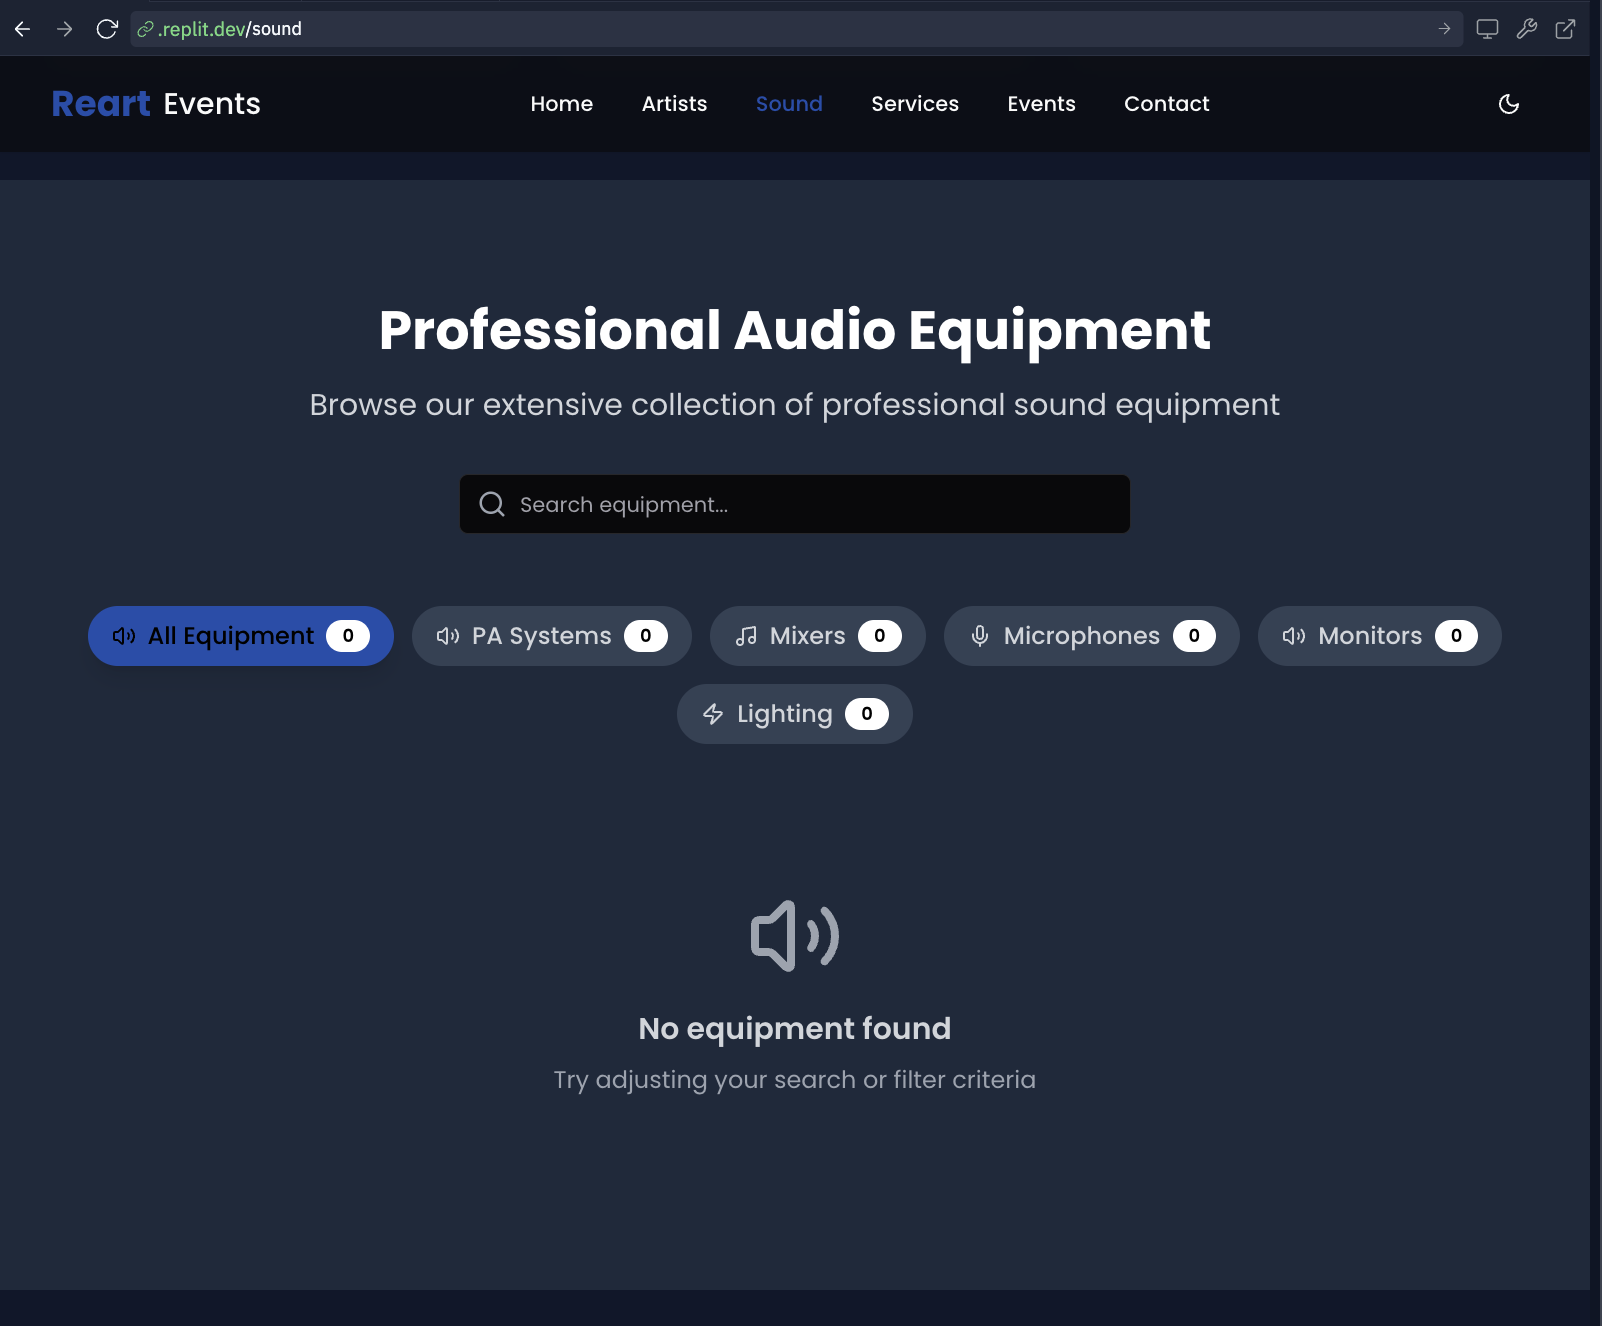 .replit.dev/sound
Reart Events
Home Artists Sound Services Events Contact
Professional Audio Equipment
Browse our extensive collection of professional sound equipment
Search equipment...
All Equipment 0 PA Systems 0 Mixers 0 Microphones 0 Monitors 0
Lighting 0
No equipment found
Try adjusting your search or filter criteria